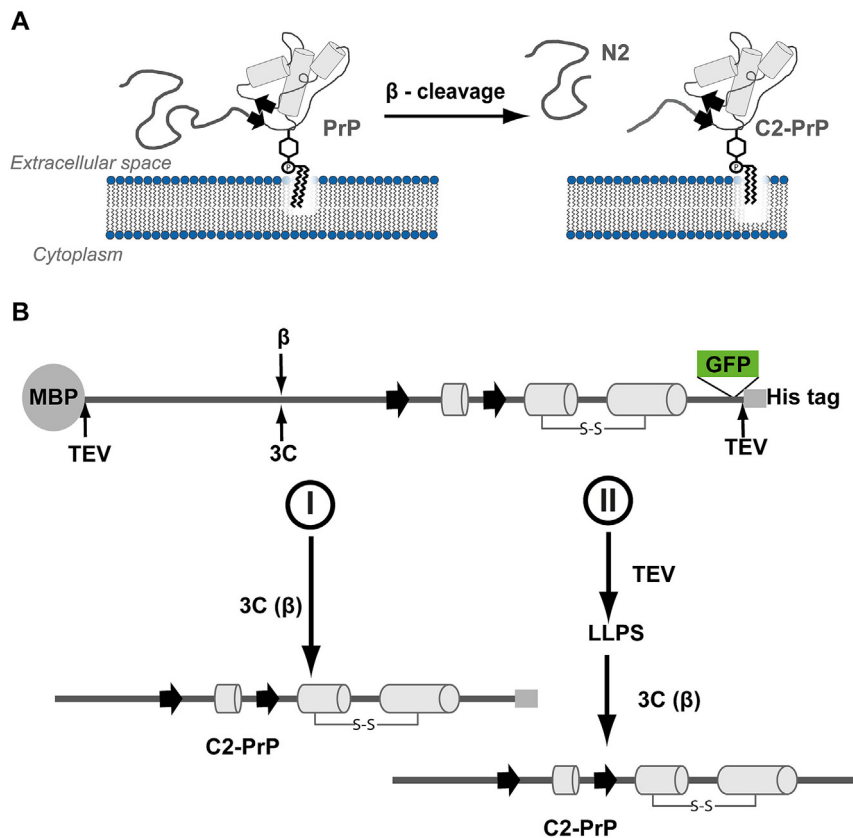 A
N2
β - cleavage
PrP
C2-PrP
Extracellular space
P
P
Cytoplasm
B
β
GFP
MBP
His tag
S-S
TEV
3C
TEV
I
II
TEV
3C (β)
LLPS
3C (β)
S-S
C2-PrP
S-S
C2-PrP